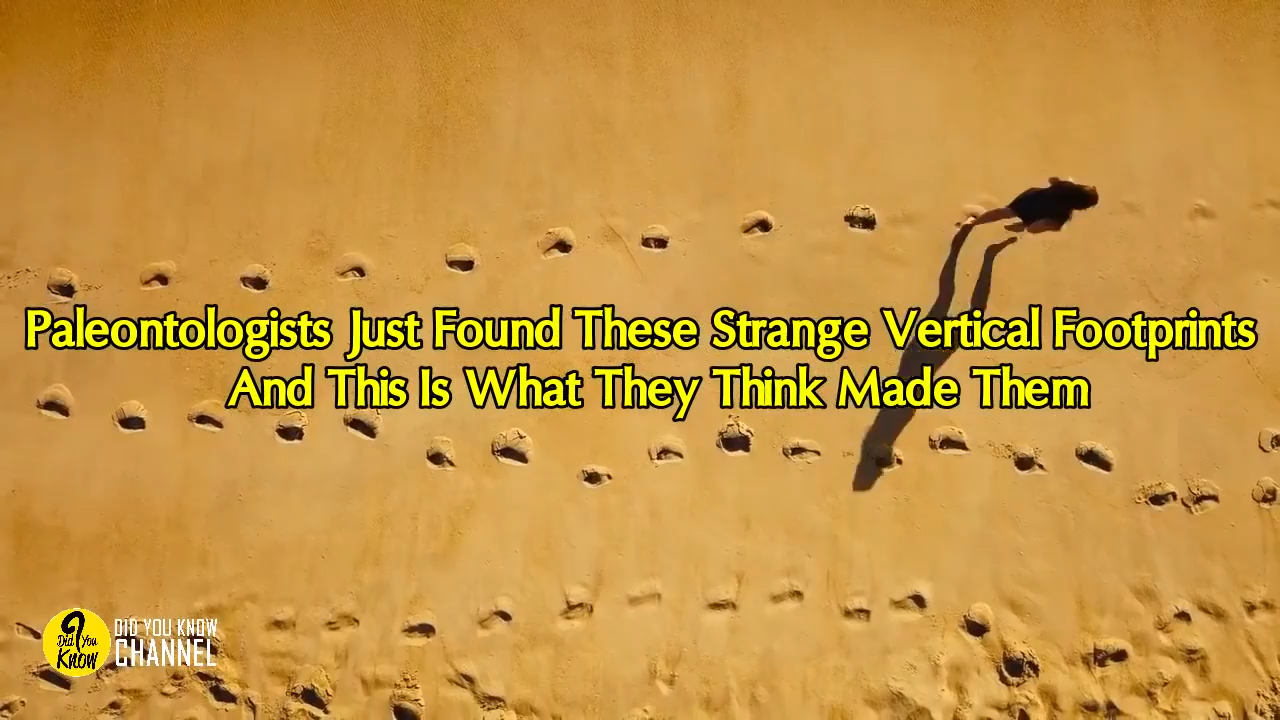 Paleontologists Just Found These Strange Vertical Footprints
And This Is What They Think Made Them
Did You
Know
DID YOU KNOW
CHANNEL